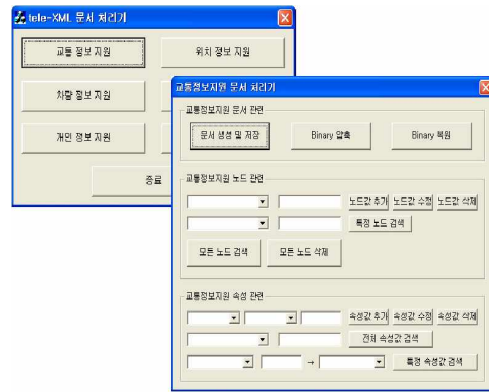 tele-XML 문서 처리기
교통 정보 지원
위치 정보 지원
차량 정보 지원
개인 정보 지원
종료
교통정보지원 문서 처리기
교통정보지원 문서 관련
문서 생성 및 저장
Binary 압축
Binary 복원
교통정보지원 노드 관련
노드값 추가 노드값 수정 노드값 삭제
특정 노드 검색
모든 노드 검색
모든 노드 삭제
교통정보지원 속성 관련
속성값 추가 속성값 수정 속성값 삭제
전체 속성값 검색
→ 특정 속성값 검색